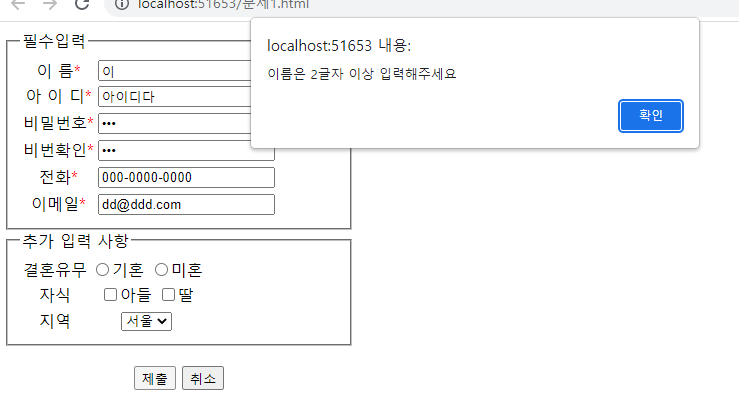 localhost:51653/문제1.html
localhost:51653 내용:
이름은 2글자 이상 입력해주세요
확인
필수입력
이 름* 이
아 이 디* 아이디다
비밀번호* •••
비번확인* •••
전화* 000-0000-0000
이메일* dd@ddd.com
추가 입력 사항
결혼유무 기혼 미혼
자식 아들 딸
지역 서울
제출 취소